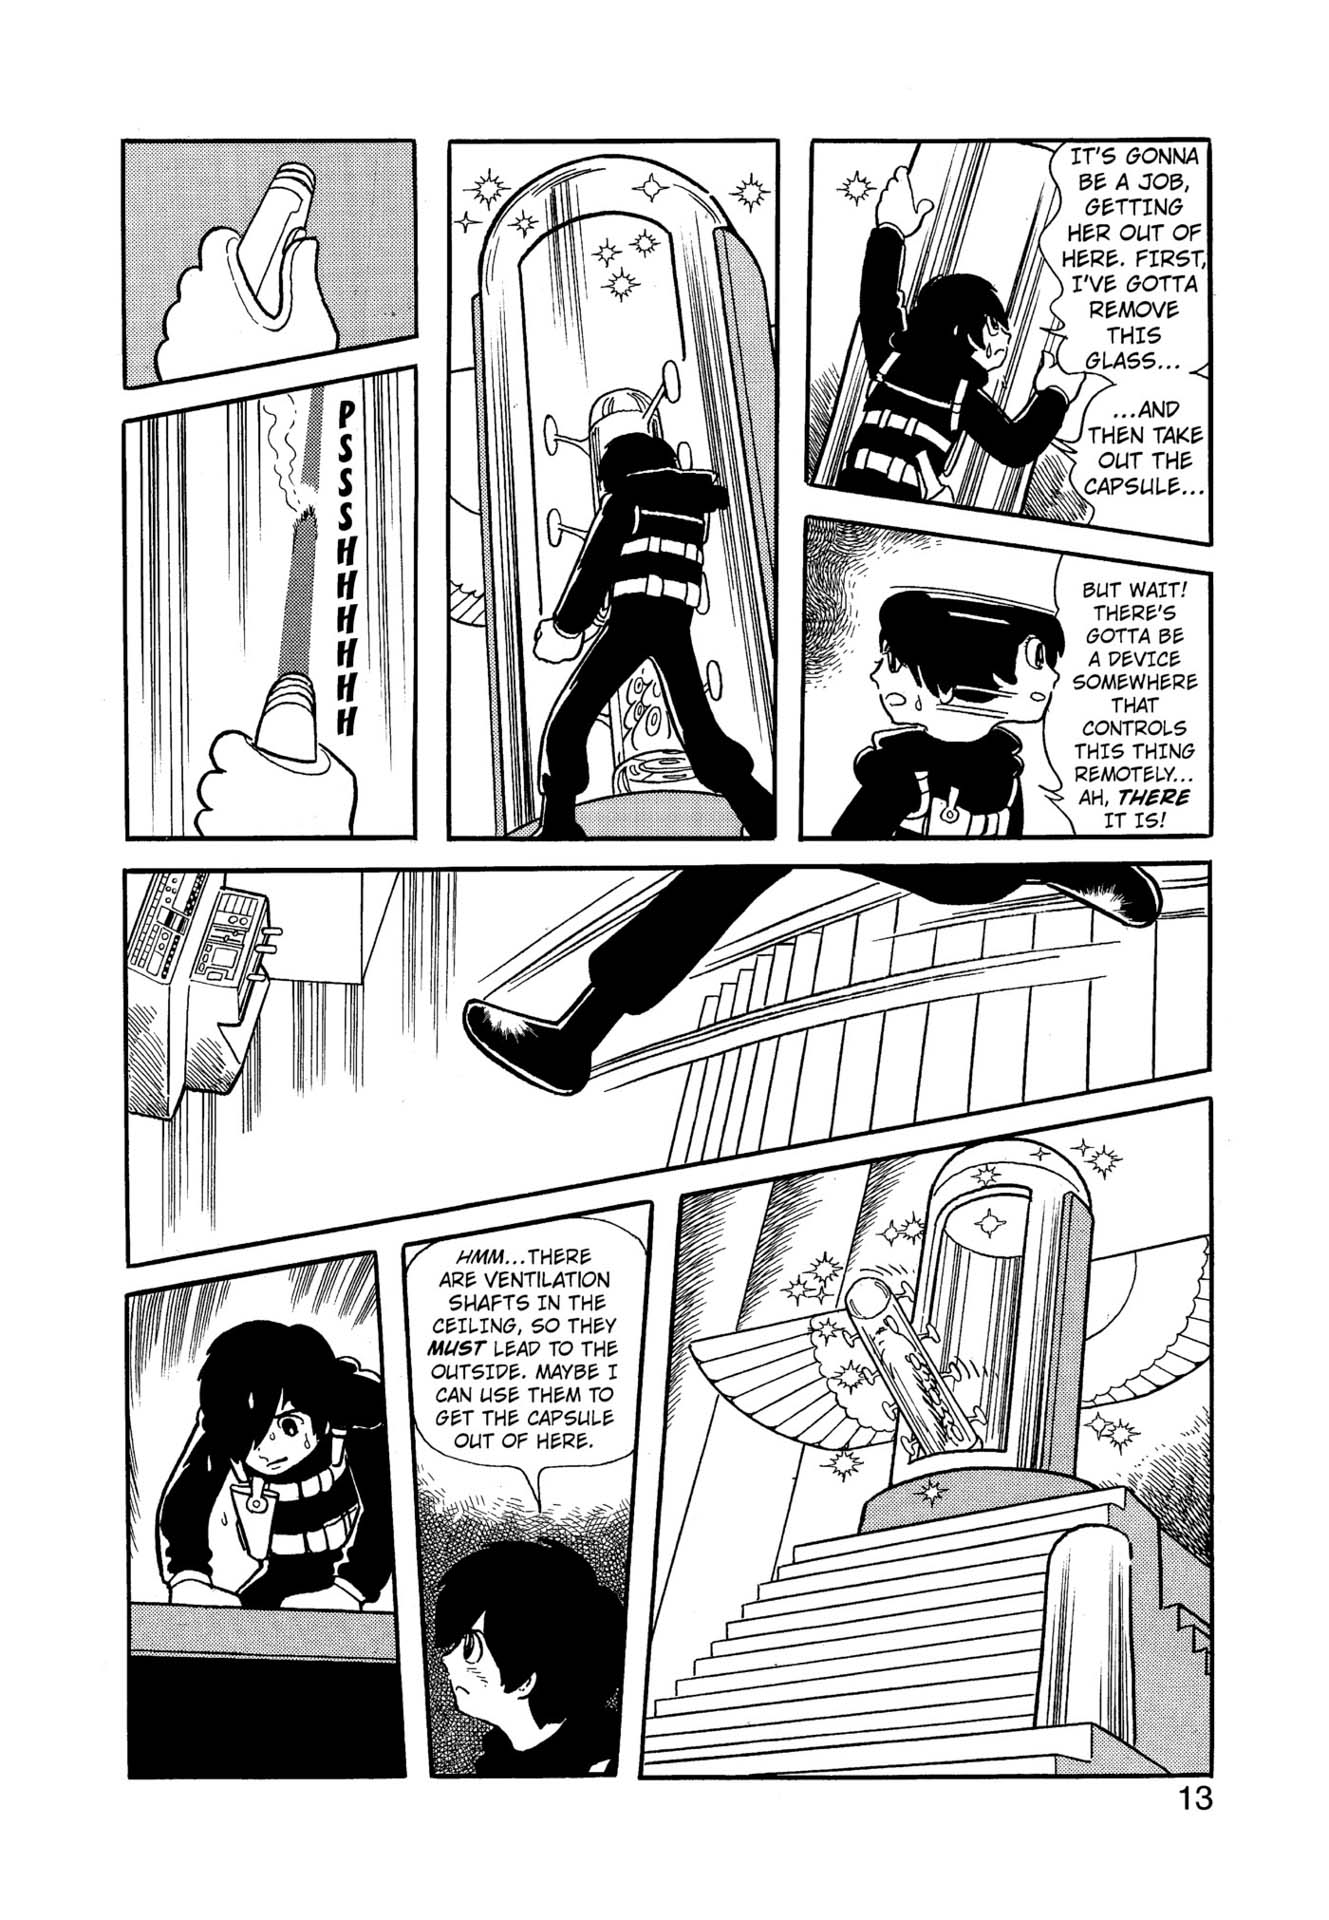 PSSSHHHHHH
IT'S GONNA
BE A JOB,
GETTING
HER OUT OF
HERE. FIRST,
I'VE GOTTA
REMOVE
THIS
GLASS...
...AND
THEN TAKE
OUT THE
CAPSULE...
BUT WAIT!
THERE'S
GOTTA BE
A DEVICE
SOMEWHERE
THAT
CONTROLS
THIS THING
REMOTELY...
AH, THERE
IT IS!
HMM...THERE
ARE VENTILATION
SHAFTS IN THE
CEILING, SO THEY
MUST LEAD TO THE
OUTSIDE. MAYBE I
CAN USE THEM TO
GET THE CAPSULE
OUT OF HERE.
13